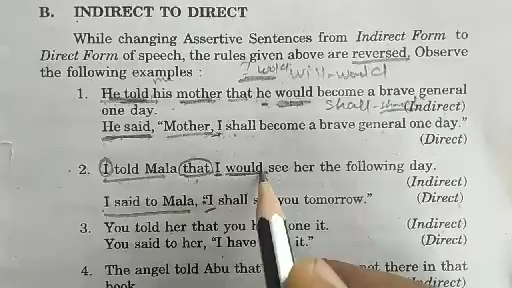 B. INDIRECT TO DIRECT
While changing Assertive Sentences from Indirect Form to
Direct Form of speech, the rules given above are reversed. Observe
the following examples :
will - would
1. He told his mother that he would become a brave general
one day. (Indirect)
shall -
He said, "Mother, I shall become a brave general one day."
(Direct)
2. I told Mala that I would see her the following day.
(Indirect)
I said to Mala, "I shall you tomorrow." (Direct)
3. You told her that you one it. (Indirect)
You said to her, "I have it." (Direct)
4. The angel told Abu that not there in that
book.